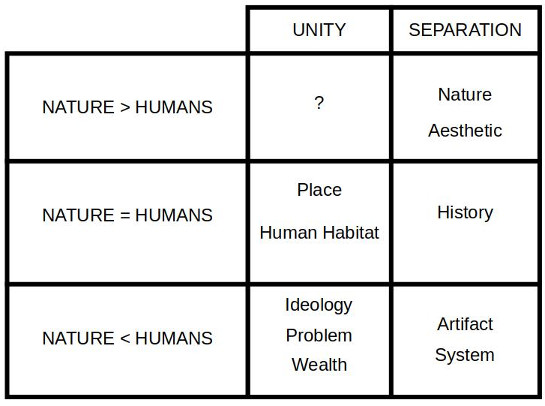 UNITY
SEPARATION
NATURE > HUMANS
?
Nature
Aesthetic
NATURE = HUMANS
Place
Human Habitat
History
NATURE < HUMANS
Ideology
Problem
Wealth
Artifact
System